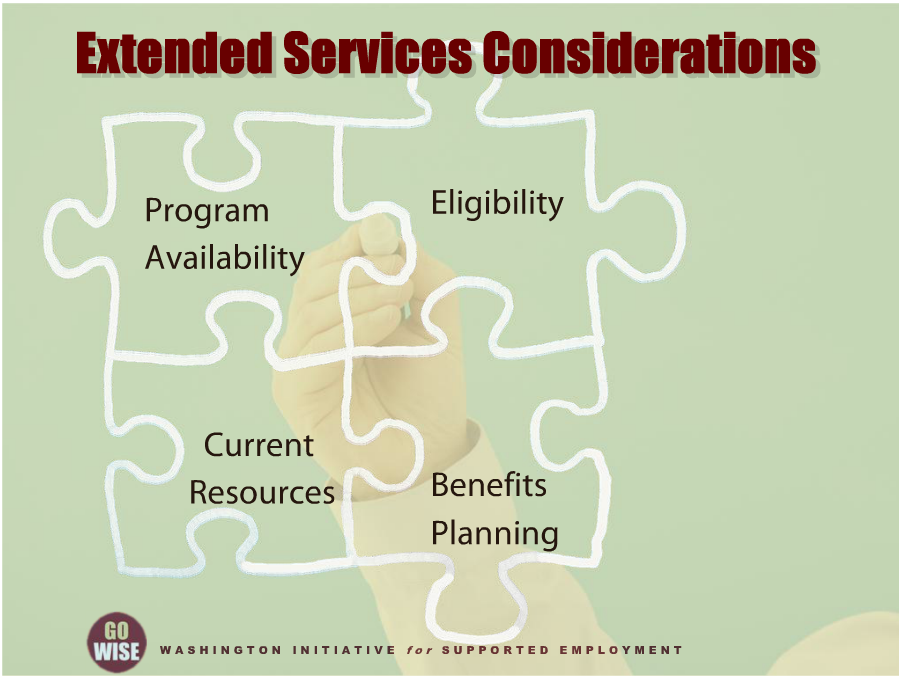 Extended Services Considerations
Program
Availability
Eligibility
Current
Resources
Benefits
Planning
GO
WISE
WASHINGTON INITIATIVE for SUPPORTED EMPLOYMENT